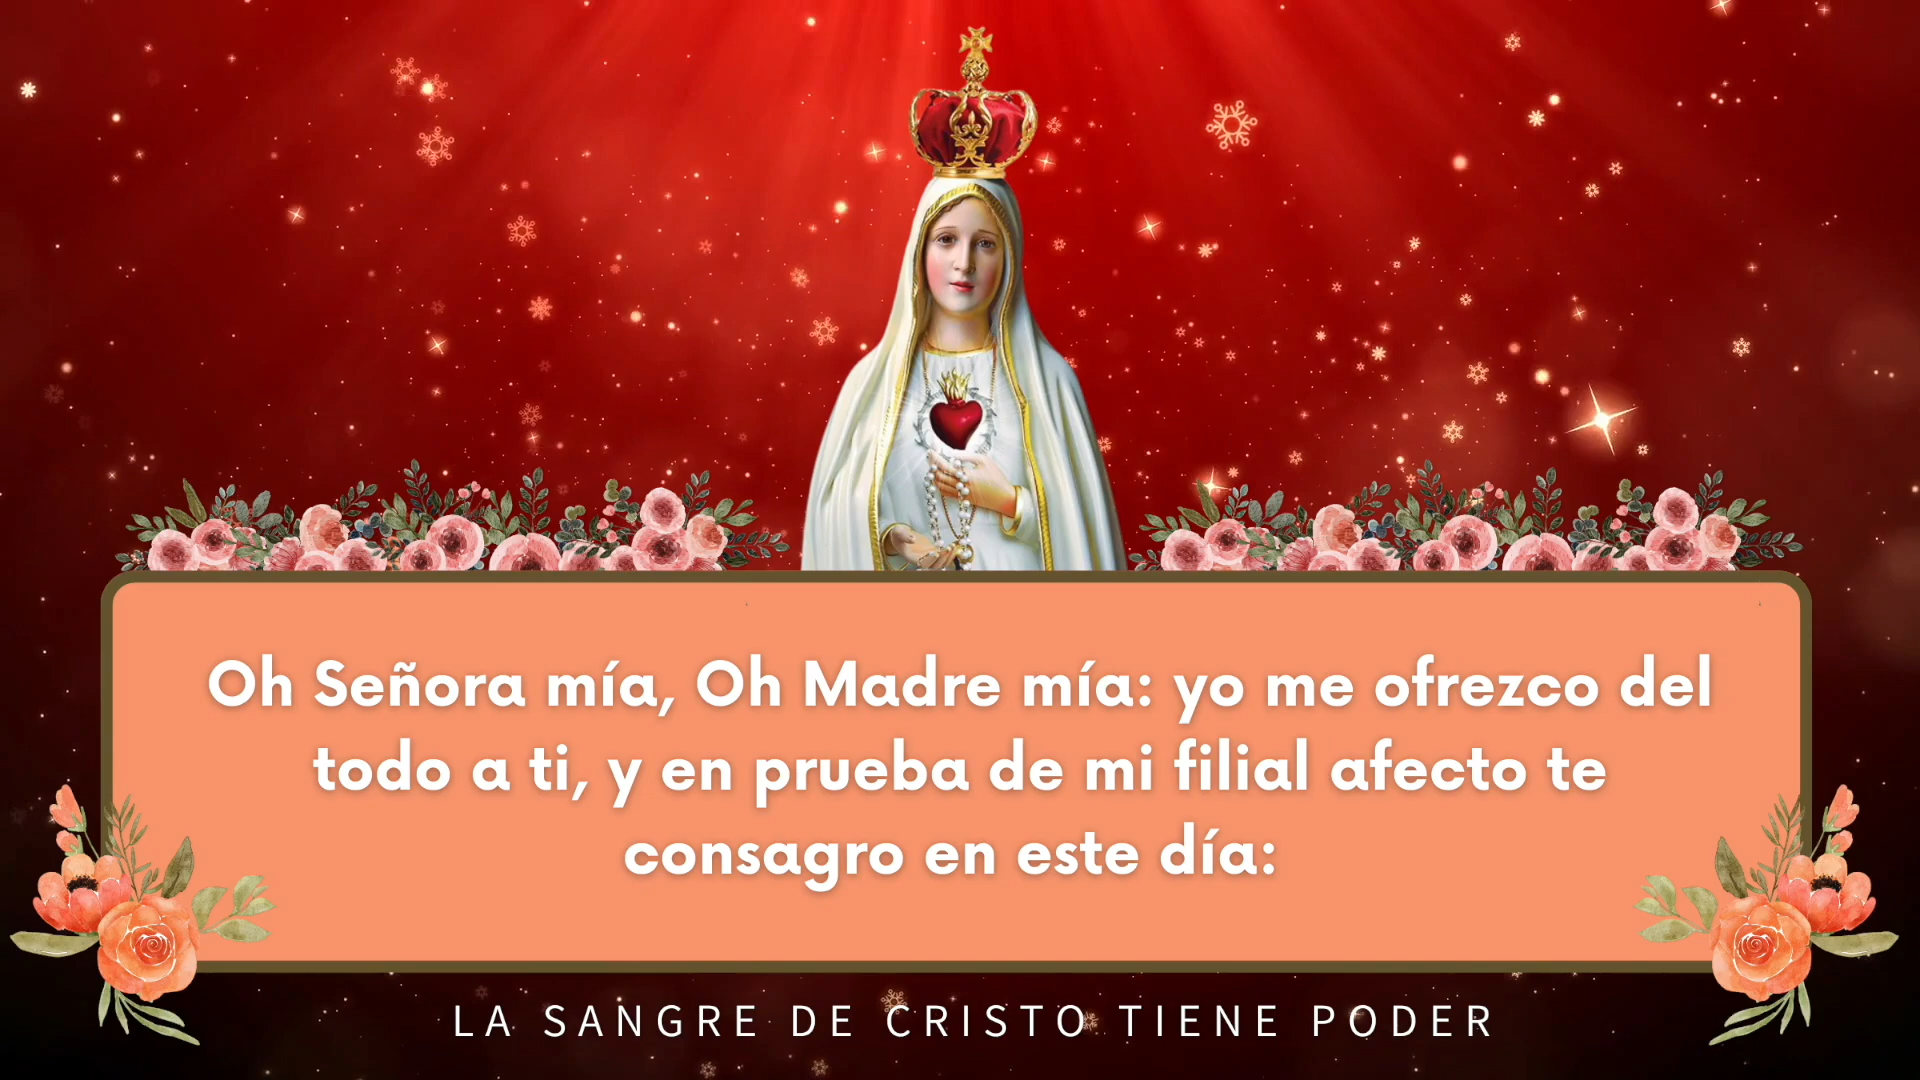 Oh Señora mía, Oh Madre mía: yo me ofrezco del
todo a ti, y en prueba de mi filial afecto te
consagro en este día:
LA SANGRE DE CRISTO TIENE PODER